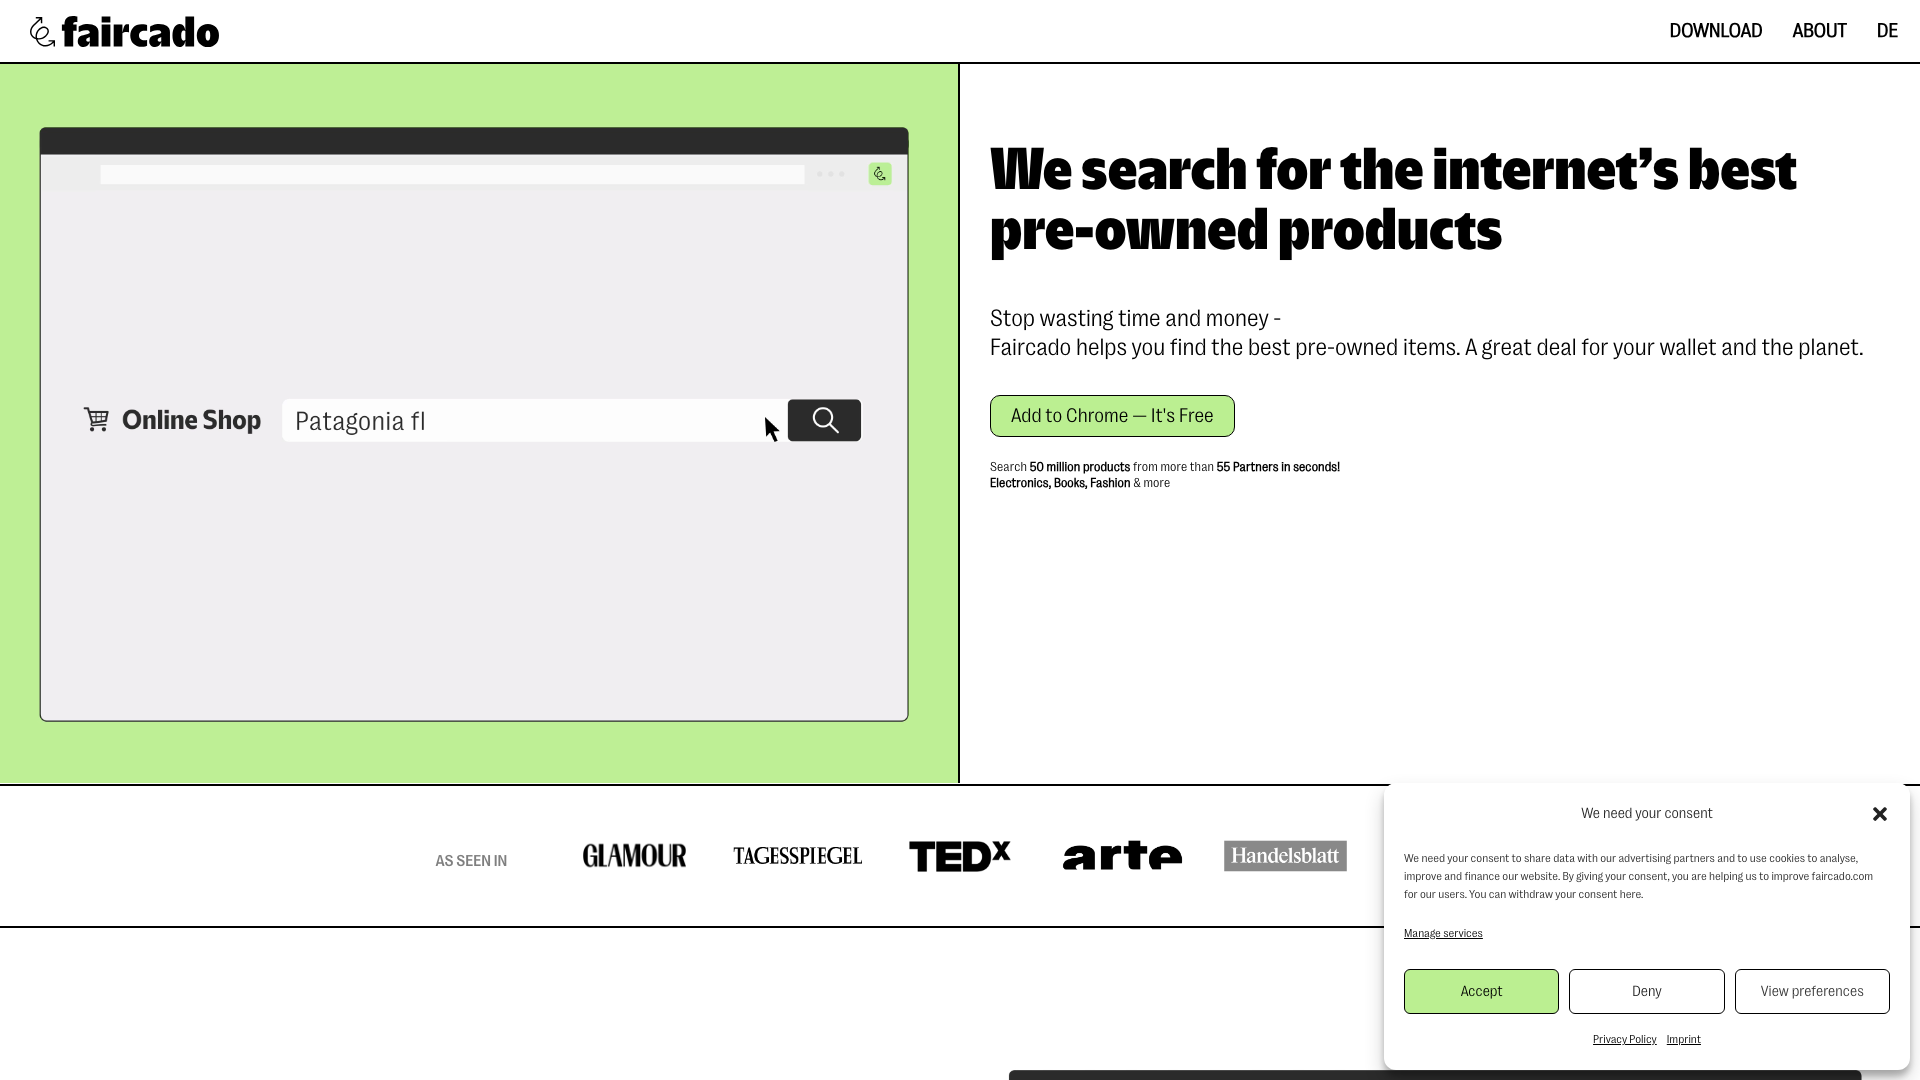 faircado
DOWNLOAD
ABOUT
DE
Online Shop
Patagonia fl
We search for the internet’s best
pre-owned products
Stop wasting time and money -
Faircado helps you find the best pre-owned items. A great deal for your wallet and the planet.
Add to Chrome — It's Free
Search 50 million products from more than 55 Partners in seconds!
Electronics, Books, Fashion & more
AS SEEN IN
GLAMOUR
TAGESSPIEGEL
TEDx
arte
Handelsblatt
We need your consent
We need your consent to share data with our advertising partners and to use cookies to analyse,
improve and finance our website. By giving your consent, you are helping us to improve faircado.com
for our users. You can withdraw your consent here.
Manage services
Accept
Deny
View preferences
Privacy Policy
Imprint